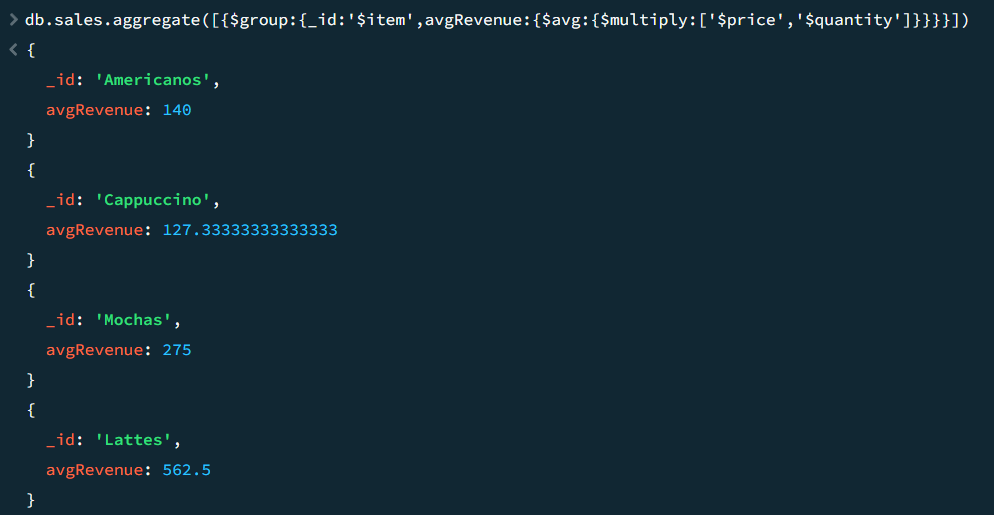 > db.sales.aggregate([{$group:{_id:'$item',avgRevenue:{$avg:{$multiply:['$price','$quantity']}}}}])
< {
_id: 'Americanos',
avgRevenue: 140
}
{
_id: 'Cappuccino',
avgRevenue: 127.33333333333333
}
{
_id: 'Mochas',
avgRevenue: 275
}
{
_id: 'Lattes',
avgRevenue: 562.5
}